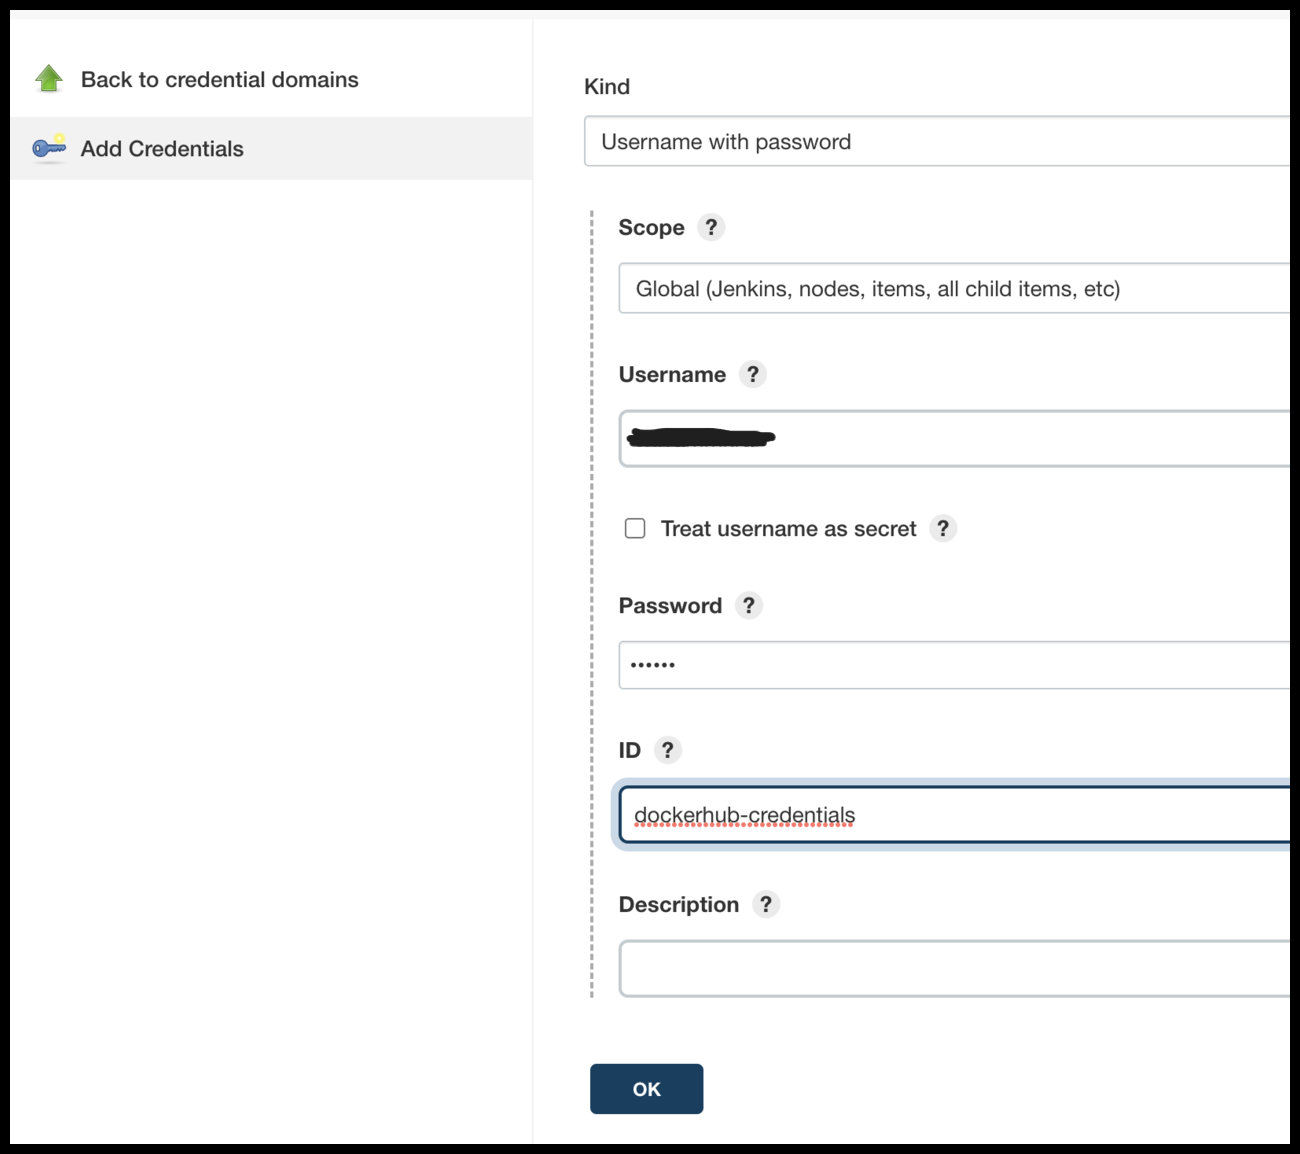 Back to credential domains
Add Credentials
Kind
Username with password
Scope ?
Global (Jenkins, nodes, items, all child items, etc)
Username ?
Treat username as secret ?
Password ?
••••••
ID ?
dockerhub-credentials
Description ?
OK